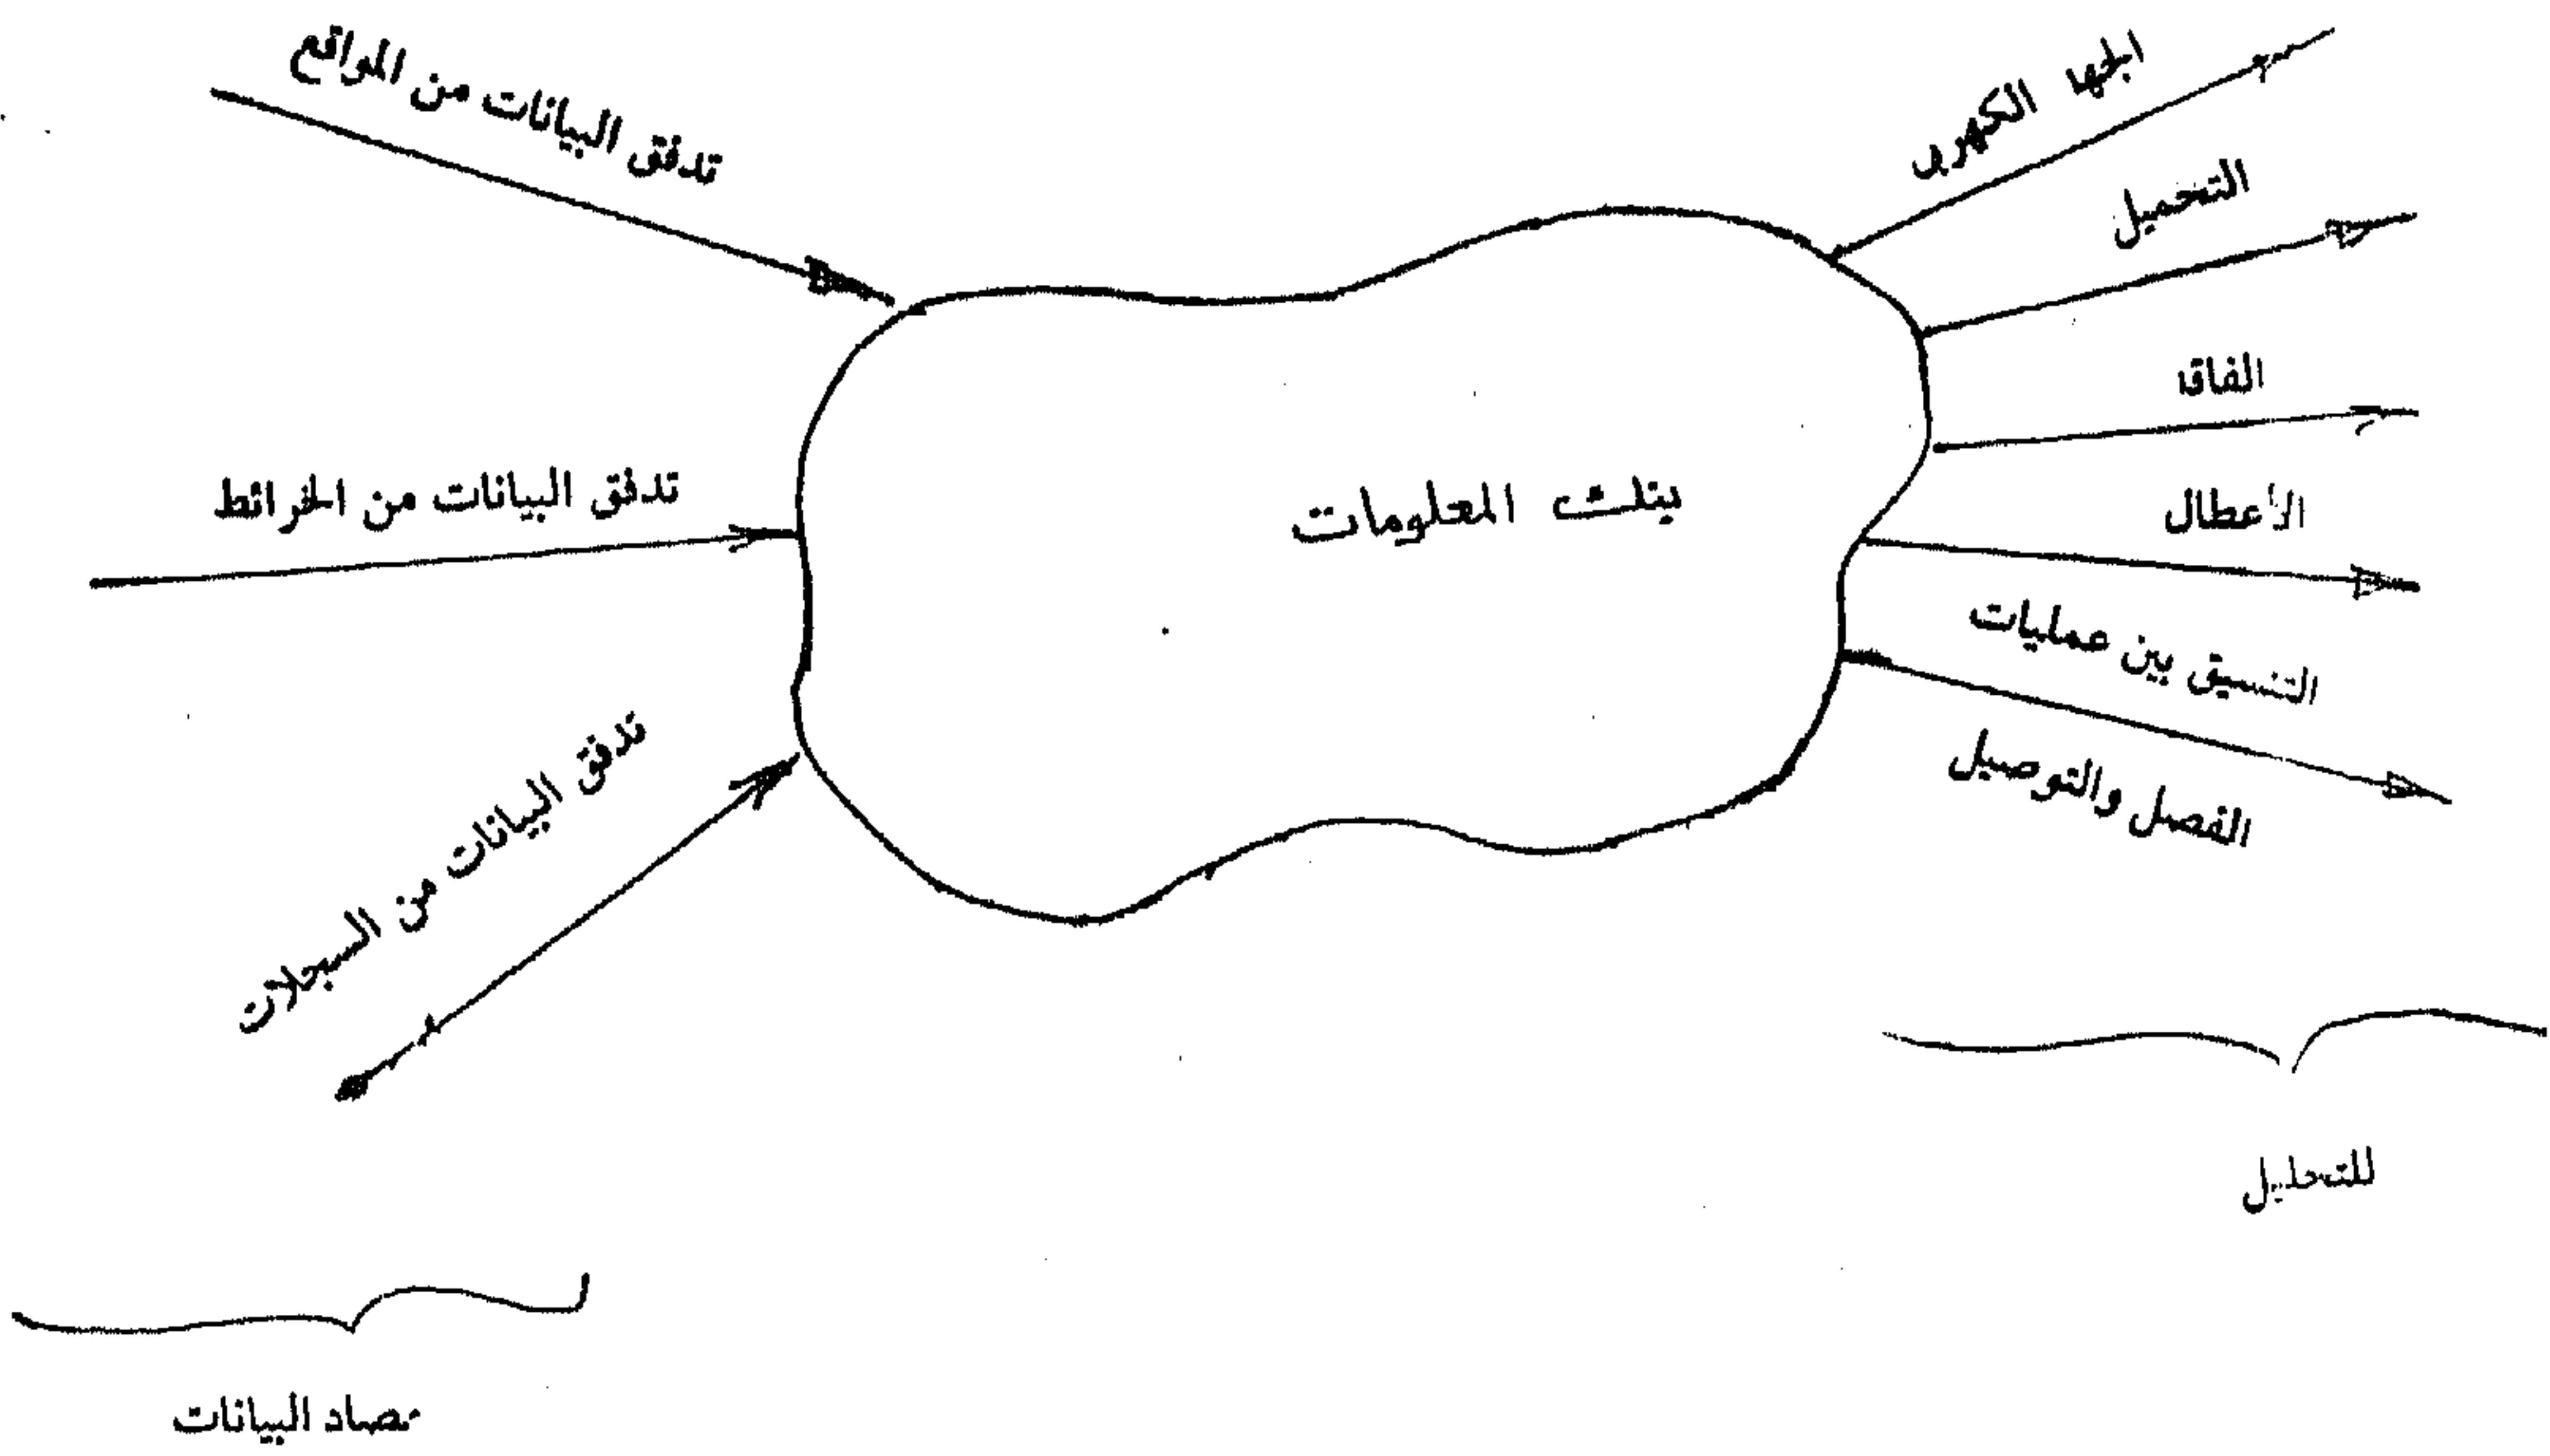 تدفق البيانات من المواقع
تدفق البيانات من الخرائط
تدفق البيانات من السجلات
بنك المعلومات
الجها الكهربى
التحميل
الفاقد
الأعطال
التنسيق بين عمليات
الفصل والتوصيل
للتحليل
مصاد البيانات